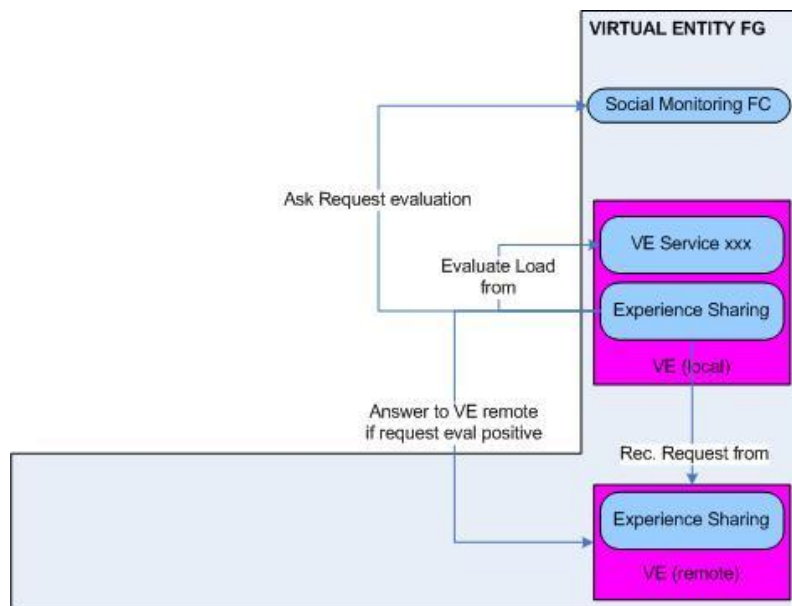 VIRTUAL ENTITY FG
Social Monitoring FC
Ask Request evaluation
VE Service xxx
Evaluate Load
from
Experience Sharing
VE (local)
Answer to VE remote
if request eval positive
Rec. Request from
Experience Sharing
VE (remote)